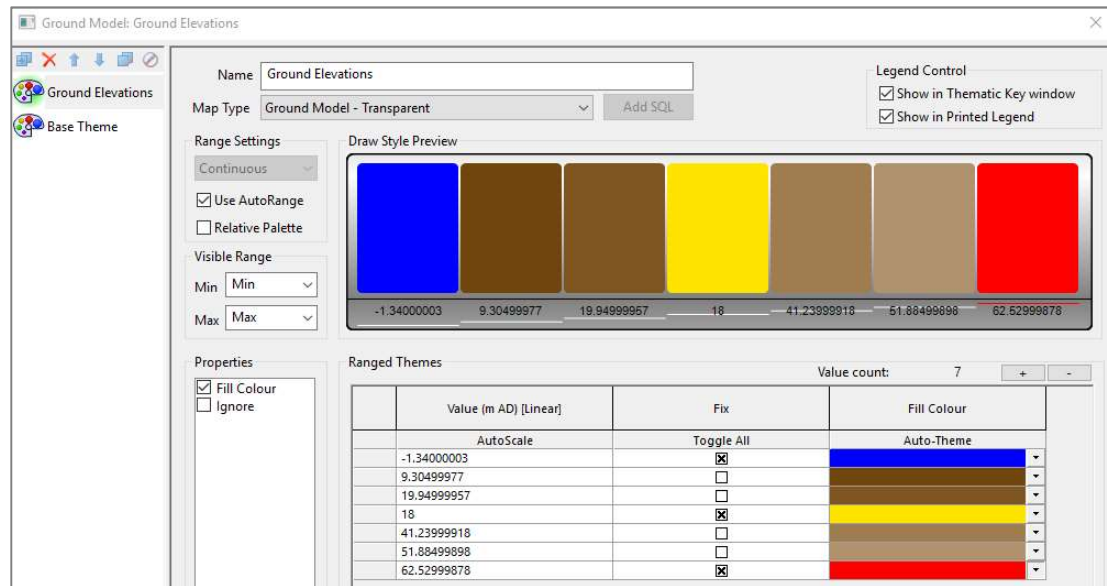 Ground Model: Ground Elevations
Ground Elevations
Base Theme
Name Ground Elevations
Map Type Ground Model - Transparent Add SQL
Legend Control
Show in Thematic Key window
Show in Printed Legend
Range Settings
Continuous
Use AutoRange
Relative Palette
Visible Range
Min Min
Max Max
Draw Style Preview
-1.34000003 9.30499977 19.94999957 18 41.23999918 51.88499898 62.52999878
Properties
Fill Colour
Ignore
Ranged Themes
Value count: 7 + -
Value (m AD) [Linear] Fix Fill Colour
AutoScale Toggle All Auto-Theme
-1.34000003
9.30499977
19.94999957
18
41.23999918
51.88499898
62.52999878